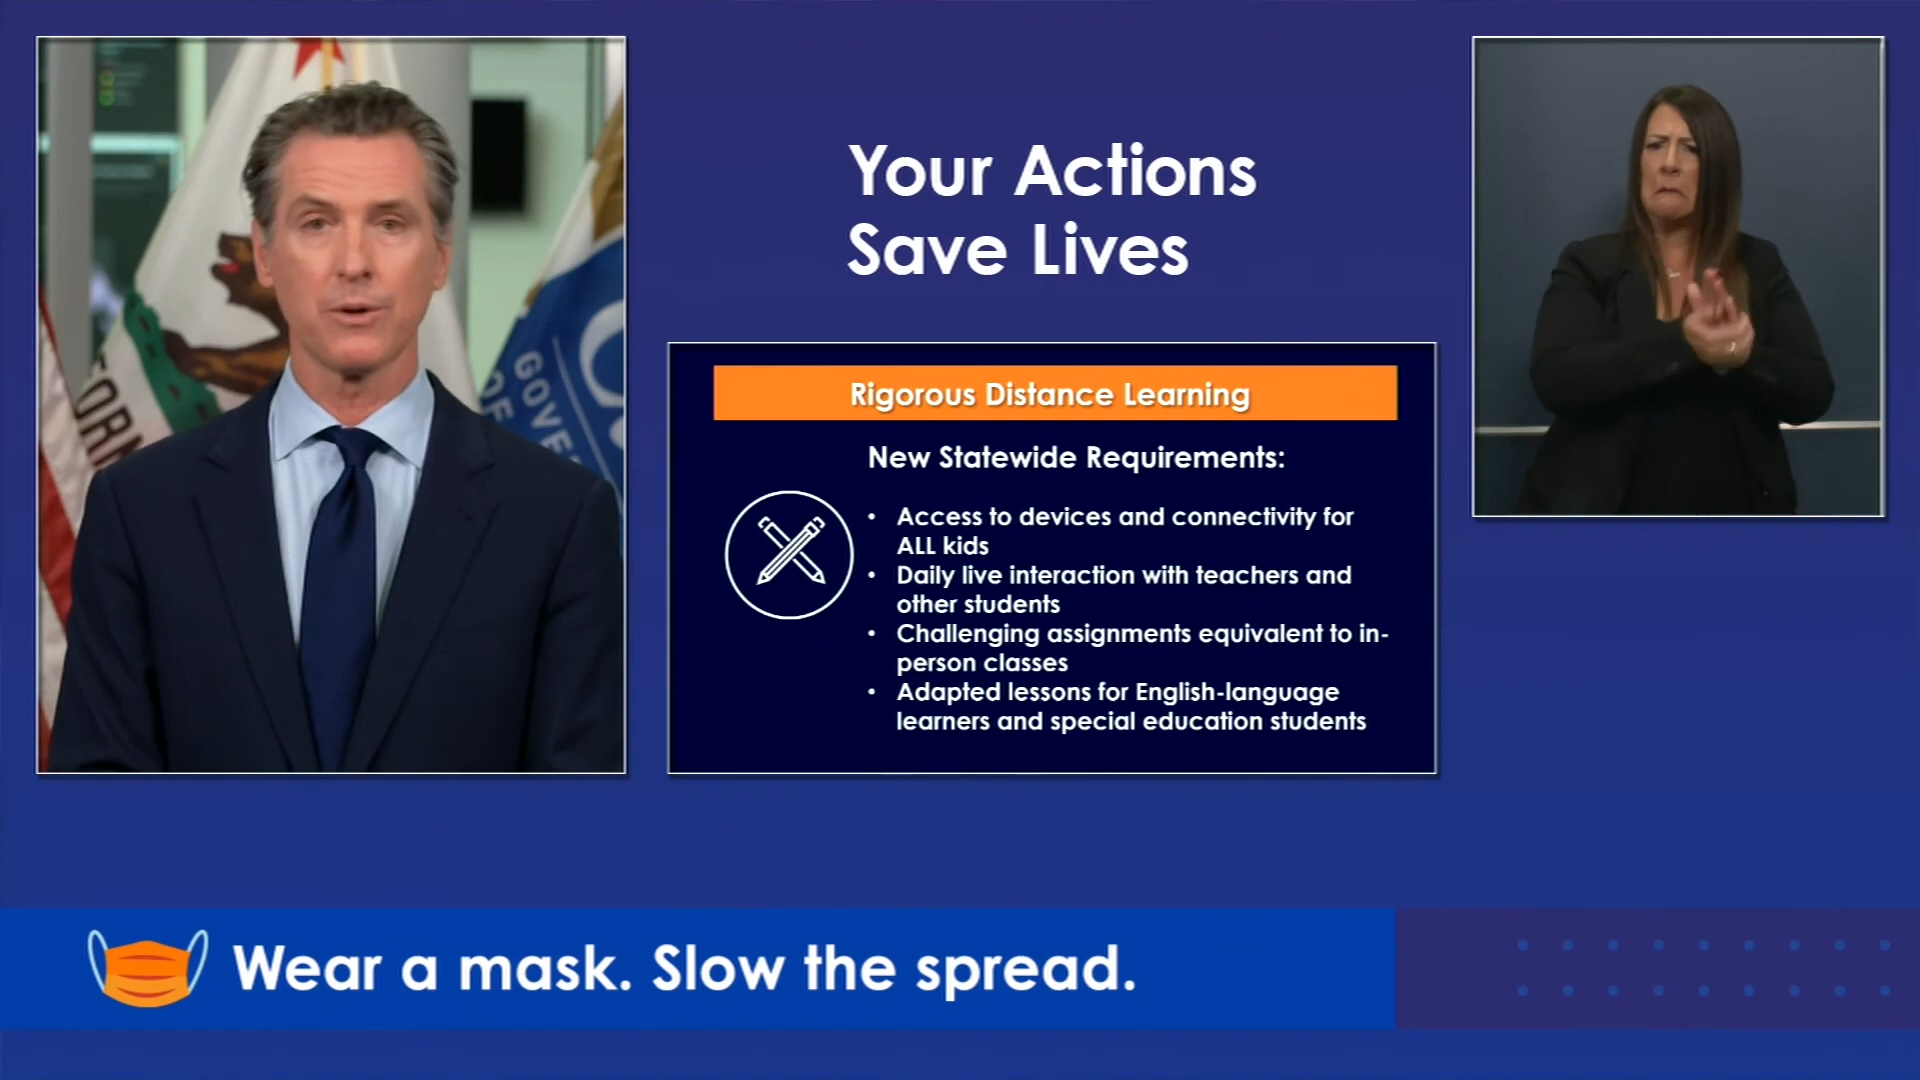 Your Actions
Save Lives
Rigorous Distance Learning
New Statewide Requirements:
• Access to devices and connectivity for
ALL kids
• Daily live interaction with teachers and
other students
• Challenging assignments equivalent to in-
person classes
• Adapted lessons for English-language
learners and special education students
Wear a mask. Slow the spread.